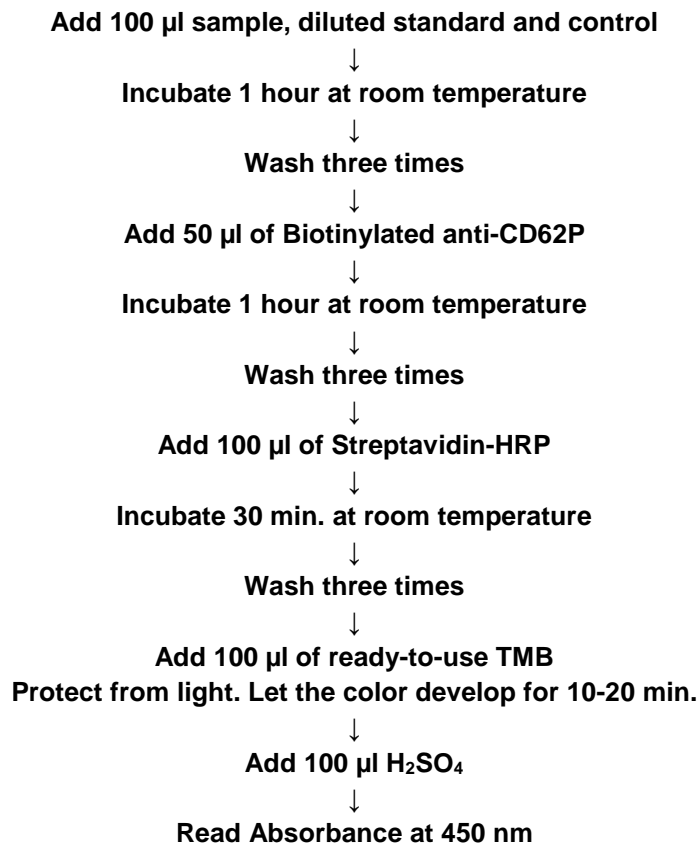 Add 100 µl sample, diluted standard and control
↓
Incubate 1 hour at room temperature
↓
Wash three times
↓
Add 50 µl of Biotinylated anti-CD62P
↓
Incubate 1 hour at room temperature
↓
Wash three times
↓
Add 100 µl of Streptavidin-HRP
↓
Incubate 30 min. at room temperature
↓
Wash three times
↓
Add 100 µl of ready-to-use TMB
Protect from light. Let the color develop for 10-20 min.
↓
Add 100 µl H₂SO₄
↓
Read Absorbance at 450 nm